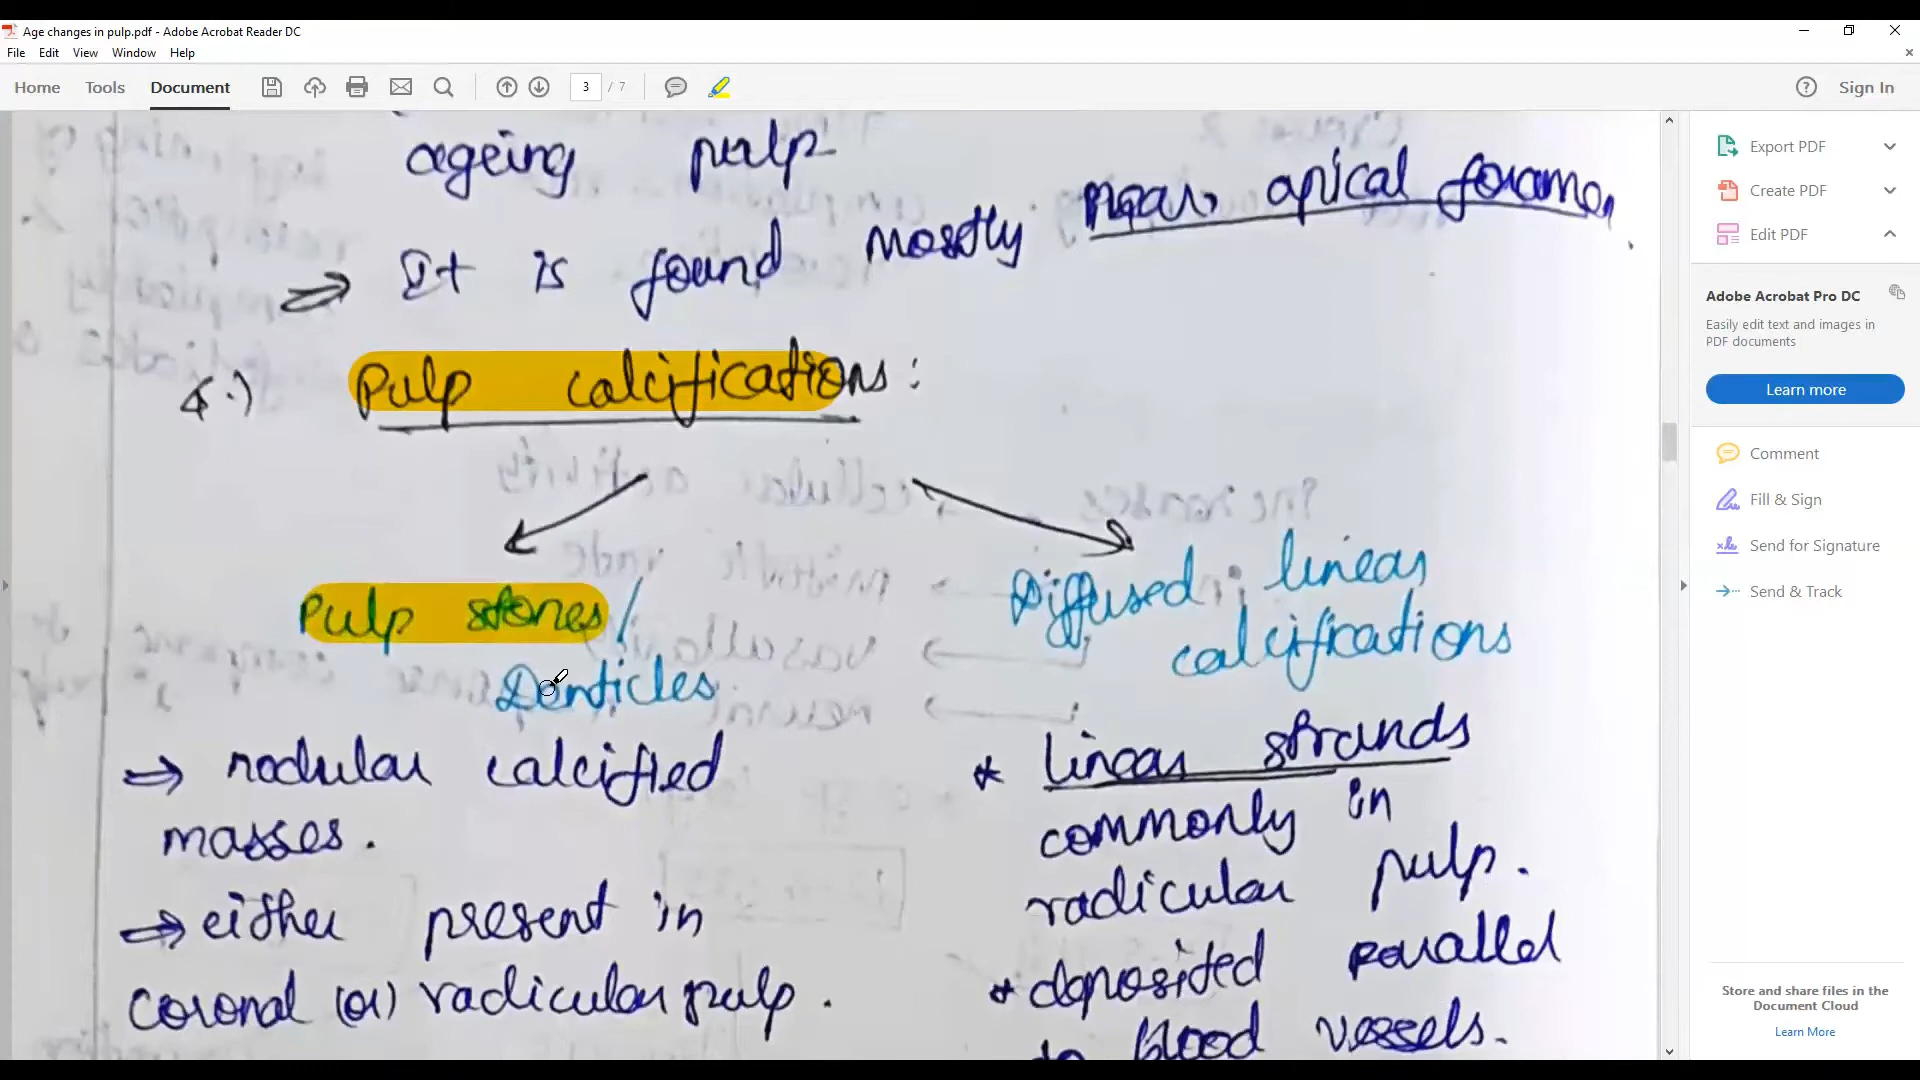 Age changes in pulp.pdf - Adobe Acrobat Reader DC
File Edit View Window Help
Home Tools Document 3 / 7 Sign In
ageing pulp
⇒ It is found mostly near apical foramen
4.) Pulp calcifications:
Pulp stones/
Denticles
⇒ nodular calcified
masses.
⇒ either present in
coronal (or) radicular pulp.
Diffused linear
calcifications
* linear strands
commonly in
radicular pulp.
* deposited parallel
to blood vessels.
Export PDF
Create PDF
Edit PDF
Adobe Acrobat Pro DC
Easily edit text and images in
PDF documents
Learn more
Comment
Fill & Sign
Send for Signature
Send & Track
Store and share files in the
Document Cloud
Learn More